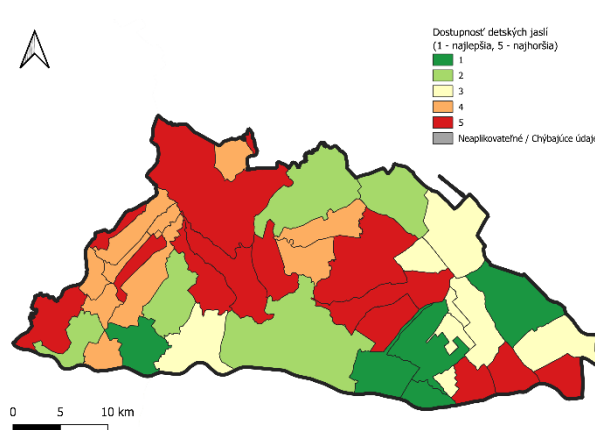 Dostupnosť detských jaslí
(1 - najlepšia, 5 - najhoršia)
1
2
3
4
5
Neaplikovateľné / Chýbajúce údaje
0 5 10 km